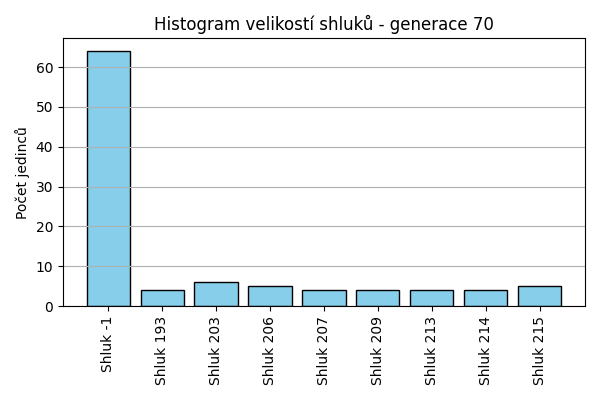 Histogram velikostí shluků - generace 70
Počet jedinců
60
50
40
30
20
10
0
Shluk -1
Shluk 193
Shluk 203
Shluk 206
Shluk 207
Shluk 209
Shluk 213
Shluk 214
Shluk 215